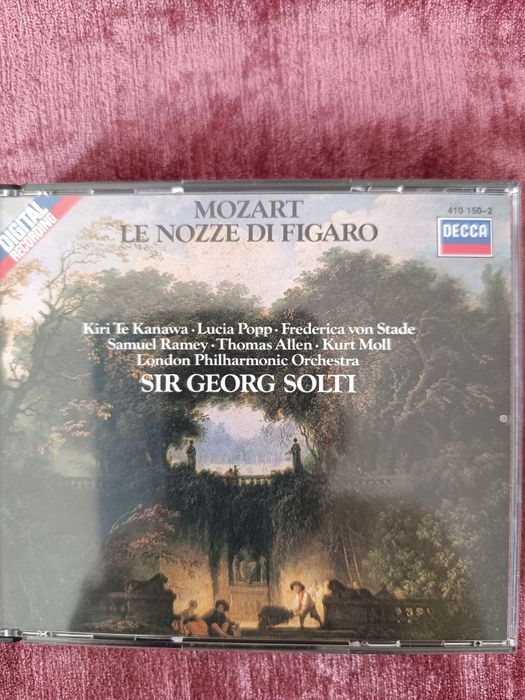 DIGITAL
RECORDING
MOZART
LE NOZZE DI FIGARO
410 150-2
DECCA
Kiri Te Kanawa · Lucia Popp · Frederica von Stade
Samuel Ramey · Thomas Allen · Kurt Moll
London Philharmonic Orchestra
SIR GEORG SOLTI